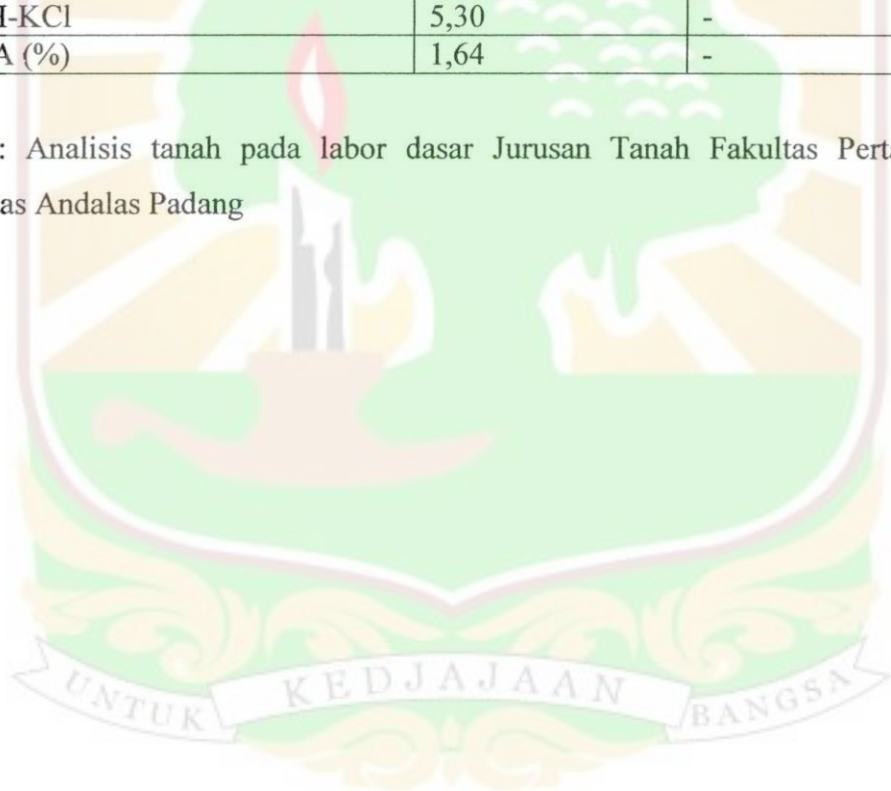 I-KCl 5,30 -
A (%) 1,64 -
: Analisis tanah pada labor dasar Jurusan Tanah Fakultas Perta
as Andalas Padang
UNTUK KEDJAJAAN BANGSA